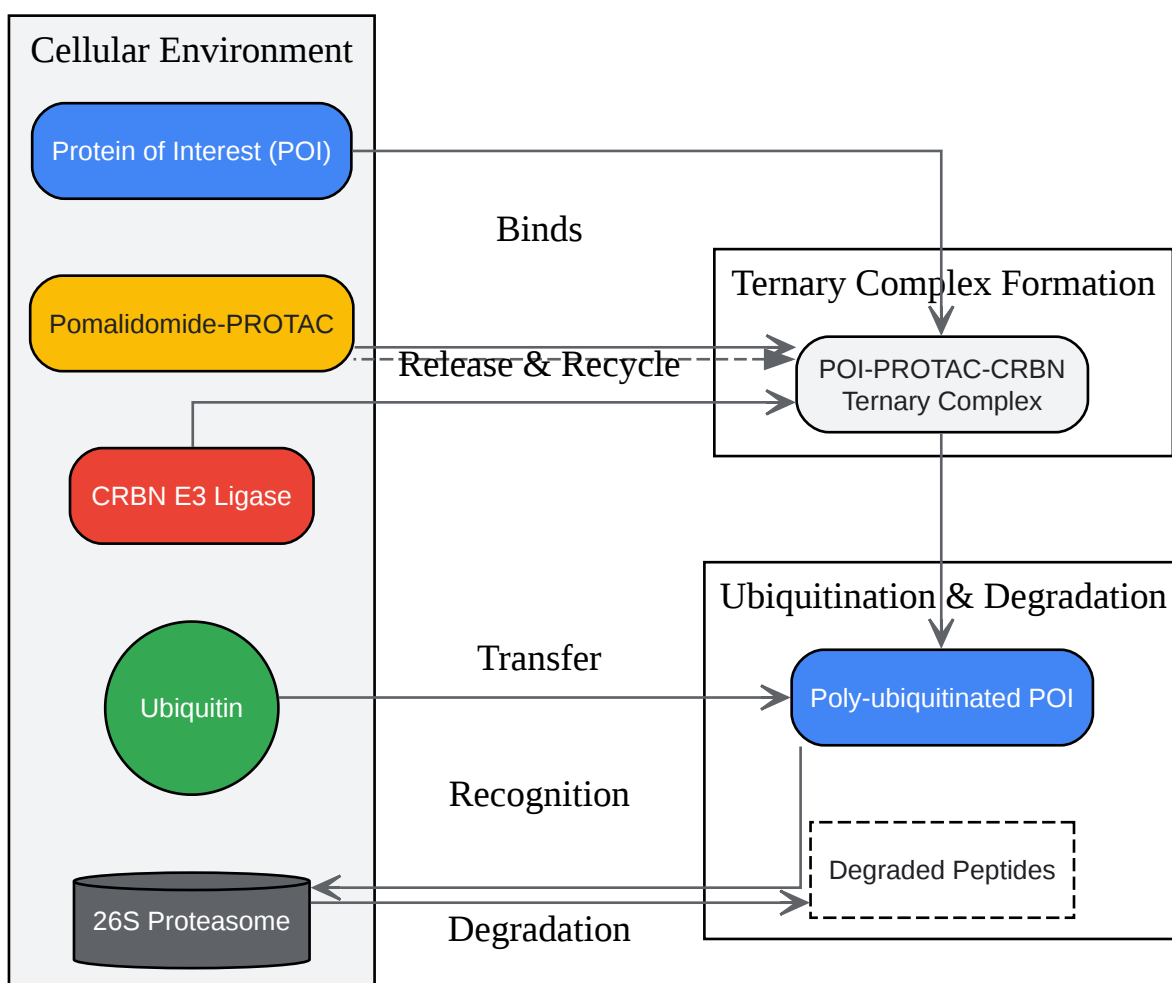 Cellular Environment
Protein of Interest (POI)
Binds
Ternary Complex Formation
Pomalidomide-PROTAC
Release & Recycle
POI-PROTAC-CRBN
Ternary Complex
CRBN E3 Ligase
Ubiquitination & Degradation
Transfer
Ubiquitin
Poly-ubiquitinated POI
Recognition
Degraded Peptides
26S Proteasome
Degradation